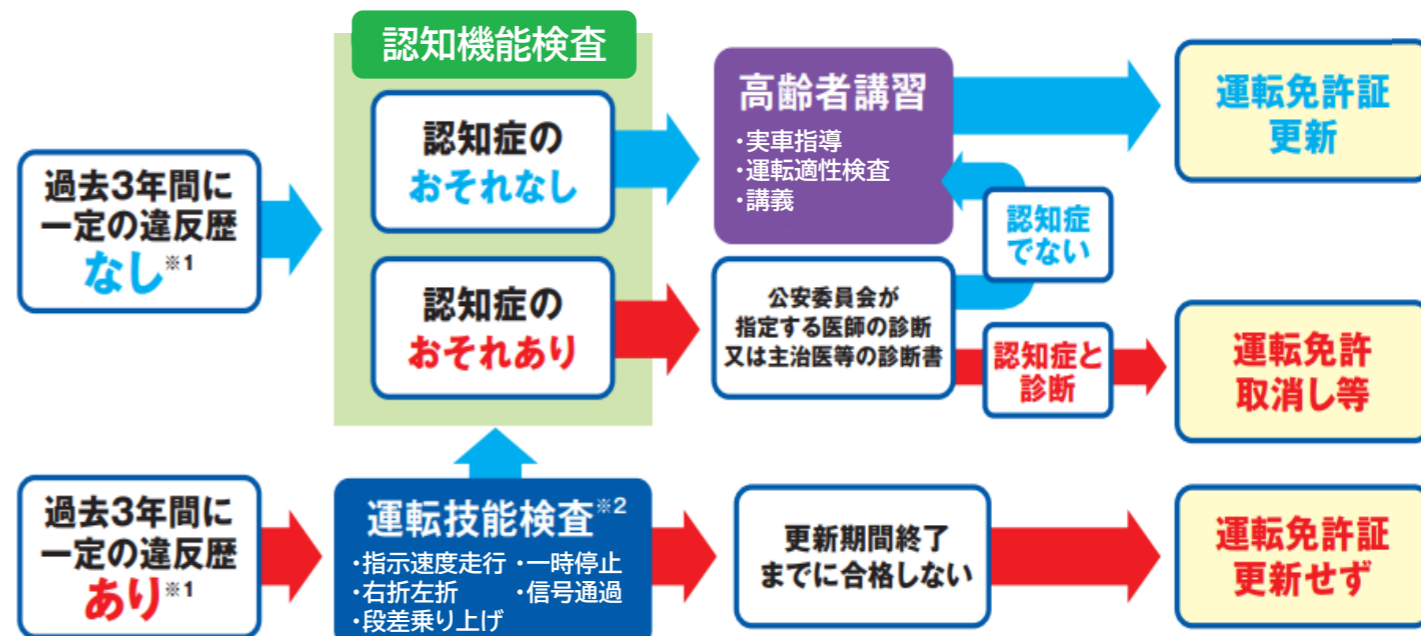 認知機能検査
過去3年間に
一定の違反歴
なし※1
認知症の
おそれなし
高齢者講習
・実車指導
・運転適性検査
・講義
運転免許証
更新
認知症の
おそれあり
公安委員会が
指定する医師の診断
又は主治医等の診断書
認知症
でない
認知症と
診断
運転免許
取消し等
過去3年間に
一定の違反歴
あり※1
運転技能検査※2
・指示速度走行 ・一時停止
・右折左折 ・信号通過
・段差乗り上げ
更新期間終了
までに合格しない
運転免許証
更新せず